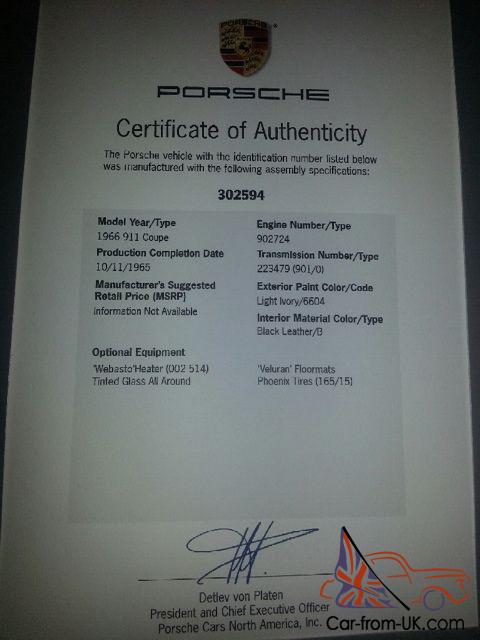 PORSCHE
PORSCHE
Certificate of Authenticity
The Porsche vehicle with the identification number listed below
was manufactured with the following assembly specifications:
302594
Model Year/Type
1966 911 Coupe
Production Completion Date
10/11/1965
Manufacturer's Suggested
Retail Price (MSRP)
Information Not Available
Engine Number/Type
902724
Transmission Number/Type
223479 (901/0)
Exterior Paint Color/Code
Light Ivory/6604
Interior Material Color/Type
Black Leather/B
Optional Equipment
'Webasto'Heater (002 514)
Tinted Glass All Around
'Veluran' Floormats
Phoenix Tires (165/15)
Detlev von Platen
President and Chief Executive Officer
Porsche Cars North America, Inc.
Car-from-UK.com